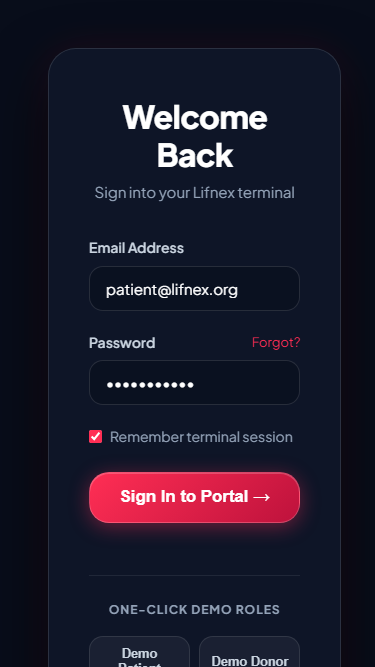 Welcome
Back
Sign into your Lifnex terminal
Email Address
patient@lifnex.org
Password Forgot?
•••••••••••
Remember terminal session
Sign In to Portal →
ONE-CLICK DEMO ROLES
Demo
Patient
Demo Donor